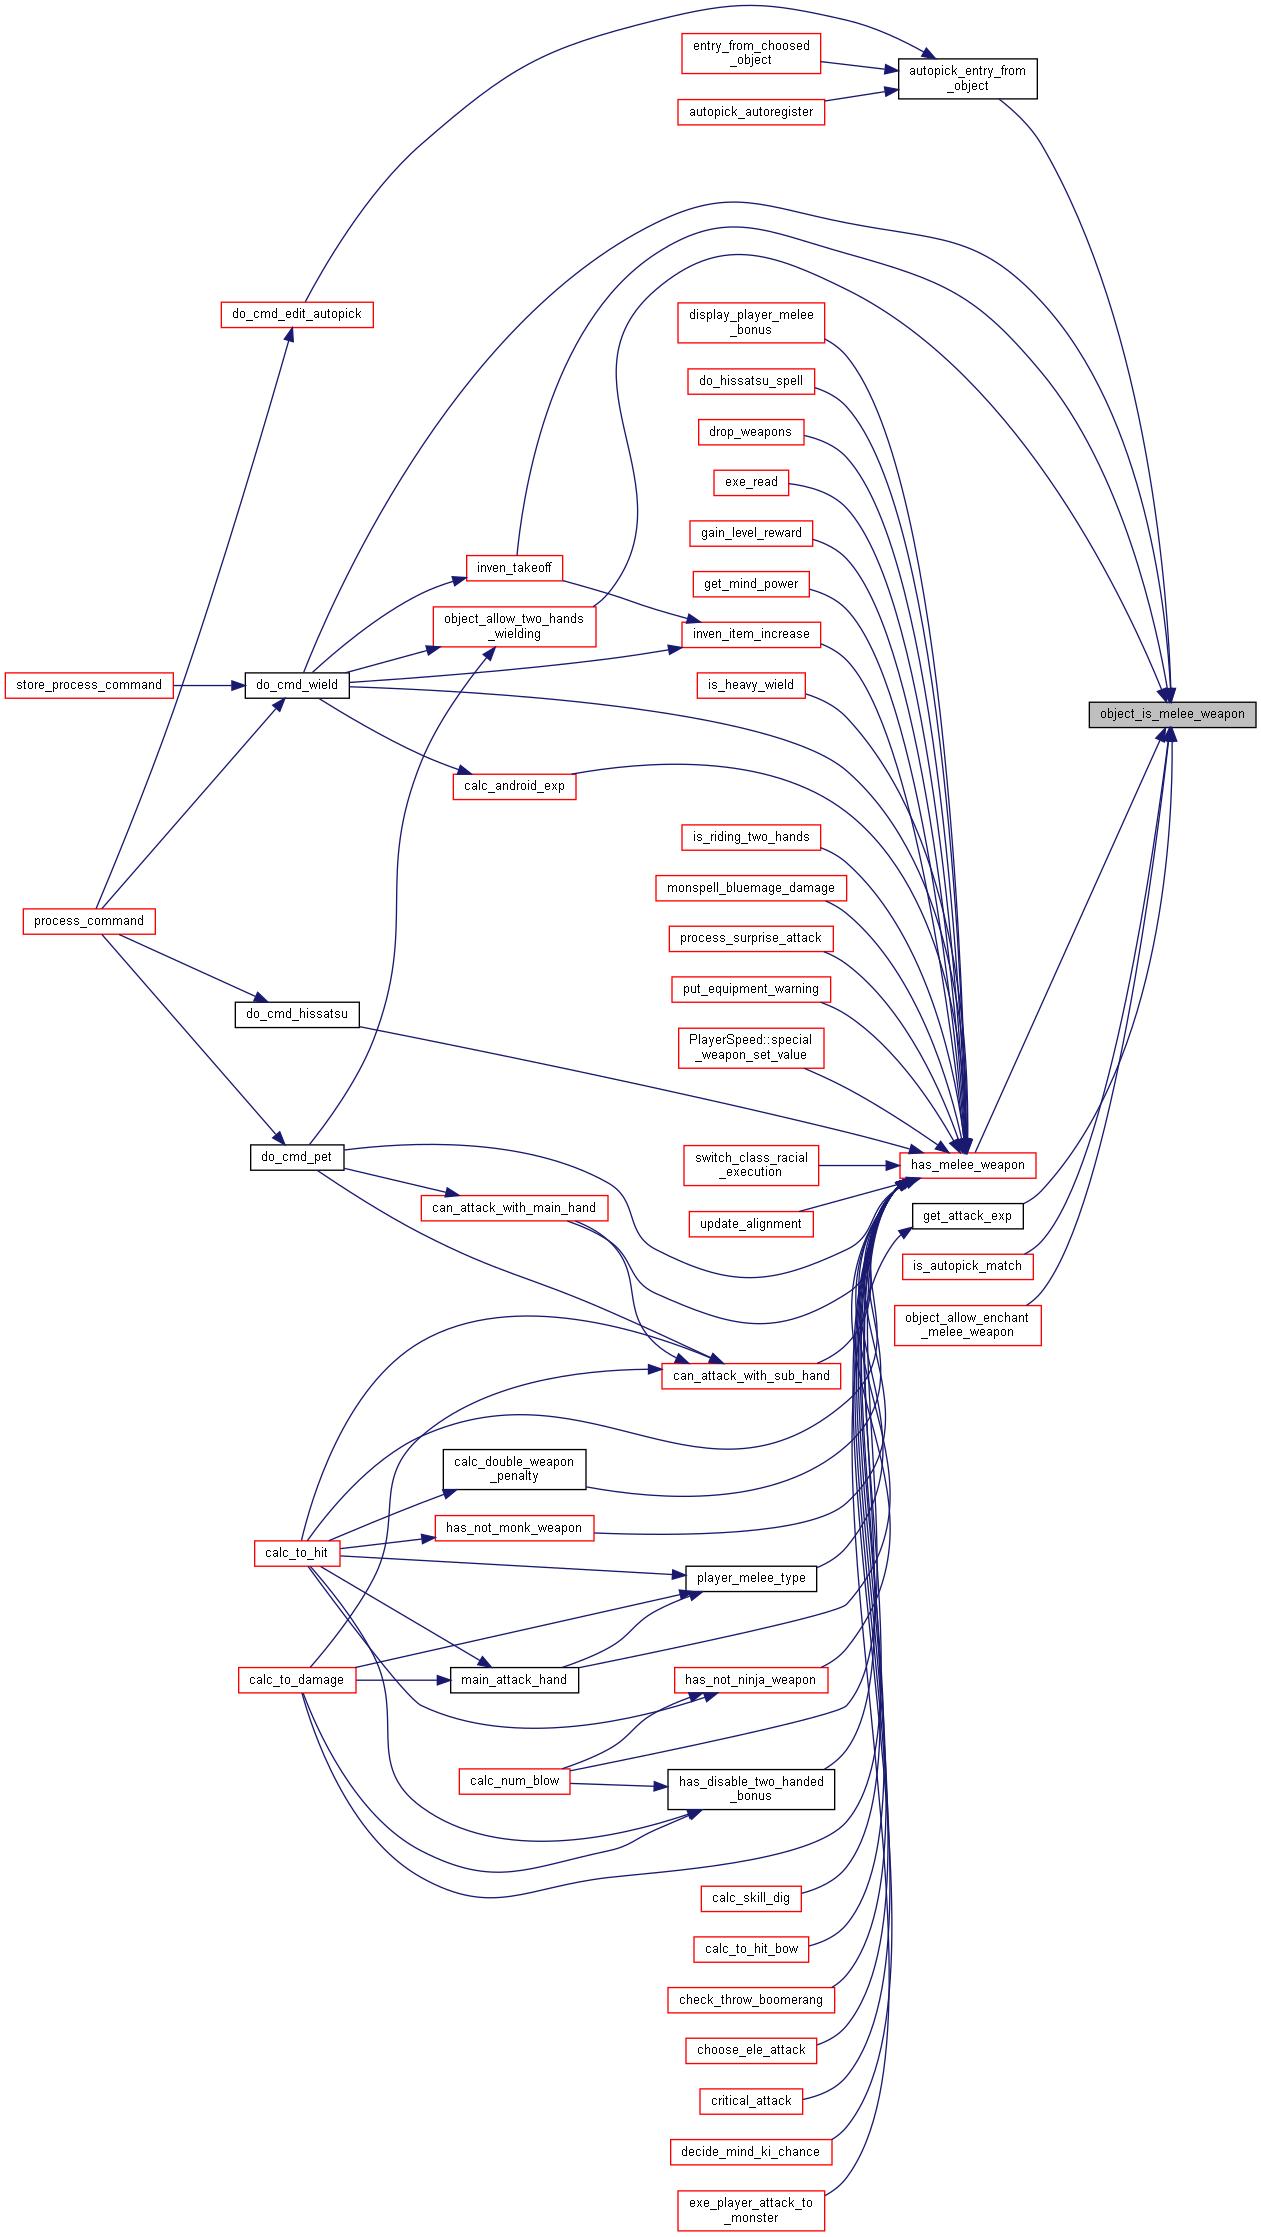 entry_from_choosed
_object
autopick_entry_from
_object
autopick_autoregister
do_cmd_edit_autopick
display_player_melee
_bonus
do_hissatsu_spell
drop_weapons
exe_read
gain_level_reward
inven_takeoff
get_mind_power
object_allow_two_hands
_wielding
inven_item_increase
store_process_command
do_cmd_wield
is_heavy_wield
object_is_melee_weapon
calc_android_exp
is_riding_two_hands
monspell_bluemage_damage
process_command
process_surprise_attack
put_equipment_warning
do_cmd_hissatsu
PlayerSpeed::special
_weapon_set_value
do_cmd_pet
switch_class_racial
_execution
has_melee_weapon
can_attack_with_main_hand
update_alignment
get_attack_exp
is_autopick_match
object_allow_enchant
_melee_weapon
can_attack_with_sub_hand
calc_double_weapon
_penalty
has_not_monk_weapon
calc_to_hit
player_melee_type
calc_to_damage
main_attack_hand
has_not_ninja_weapon
calc_num_blow
has_disable_two_handed
_bonus
calc_skill_dig
calc_to_hit_bow
check_throw_boomerang
choose_ele_attack
critical_attack
decide_mind_ki_chance
exe_player_attack_to
_monster